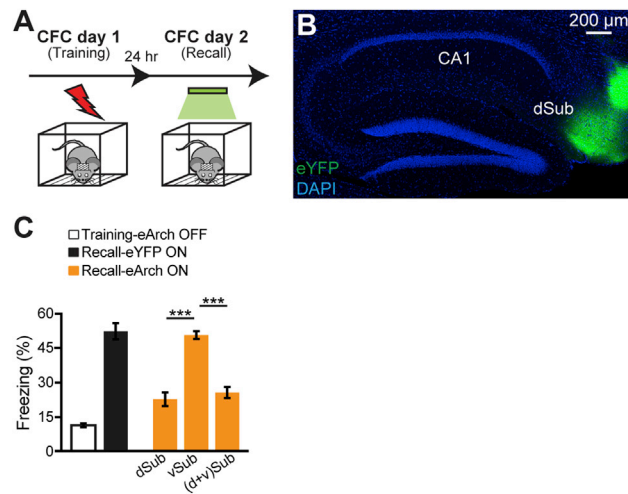 A
CFC day 1
(Training)
24 hr
CFC day 2
(Recall)
B
200 µm
CA1
dSub
eYFP
DAPI
C
Training-eArch OFF
Recall-eYFP ON
Recall-eArch ON
Freezing (%)
60
45
30
15
0
***
***
dSub
vSub
(d+v)Sub